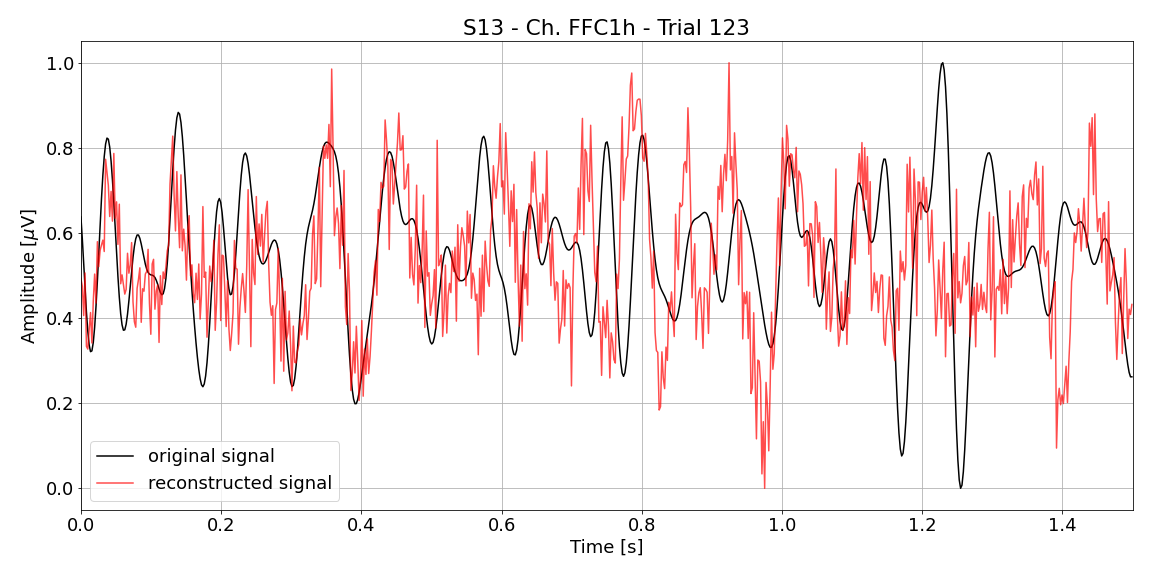 S13 - Ch. FFC1h - Trial 123
Amplitude [μV]
1.0
0.8
0.6
0.4
0.2
0.0
original signal
reconstructed signal
0.0 0.2 0.4 0.6 0.8 1.0 1.2 1.4
Time [s]